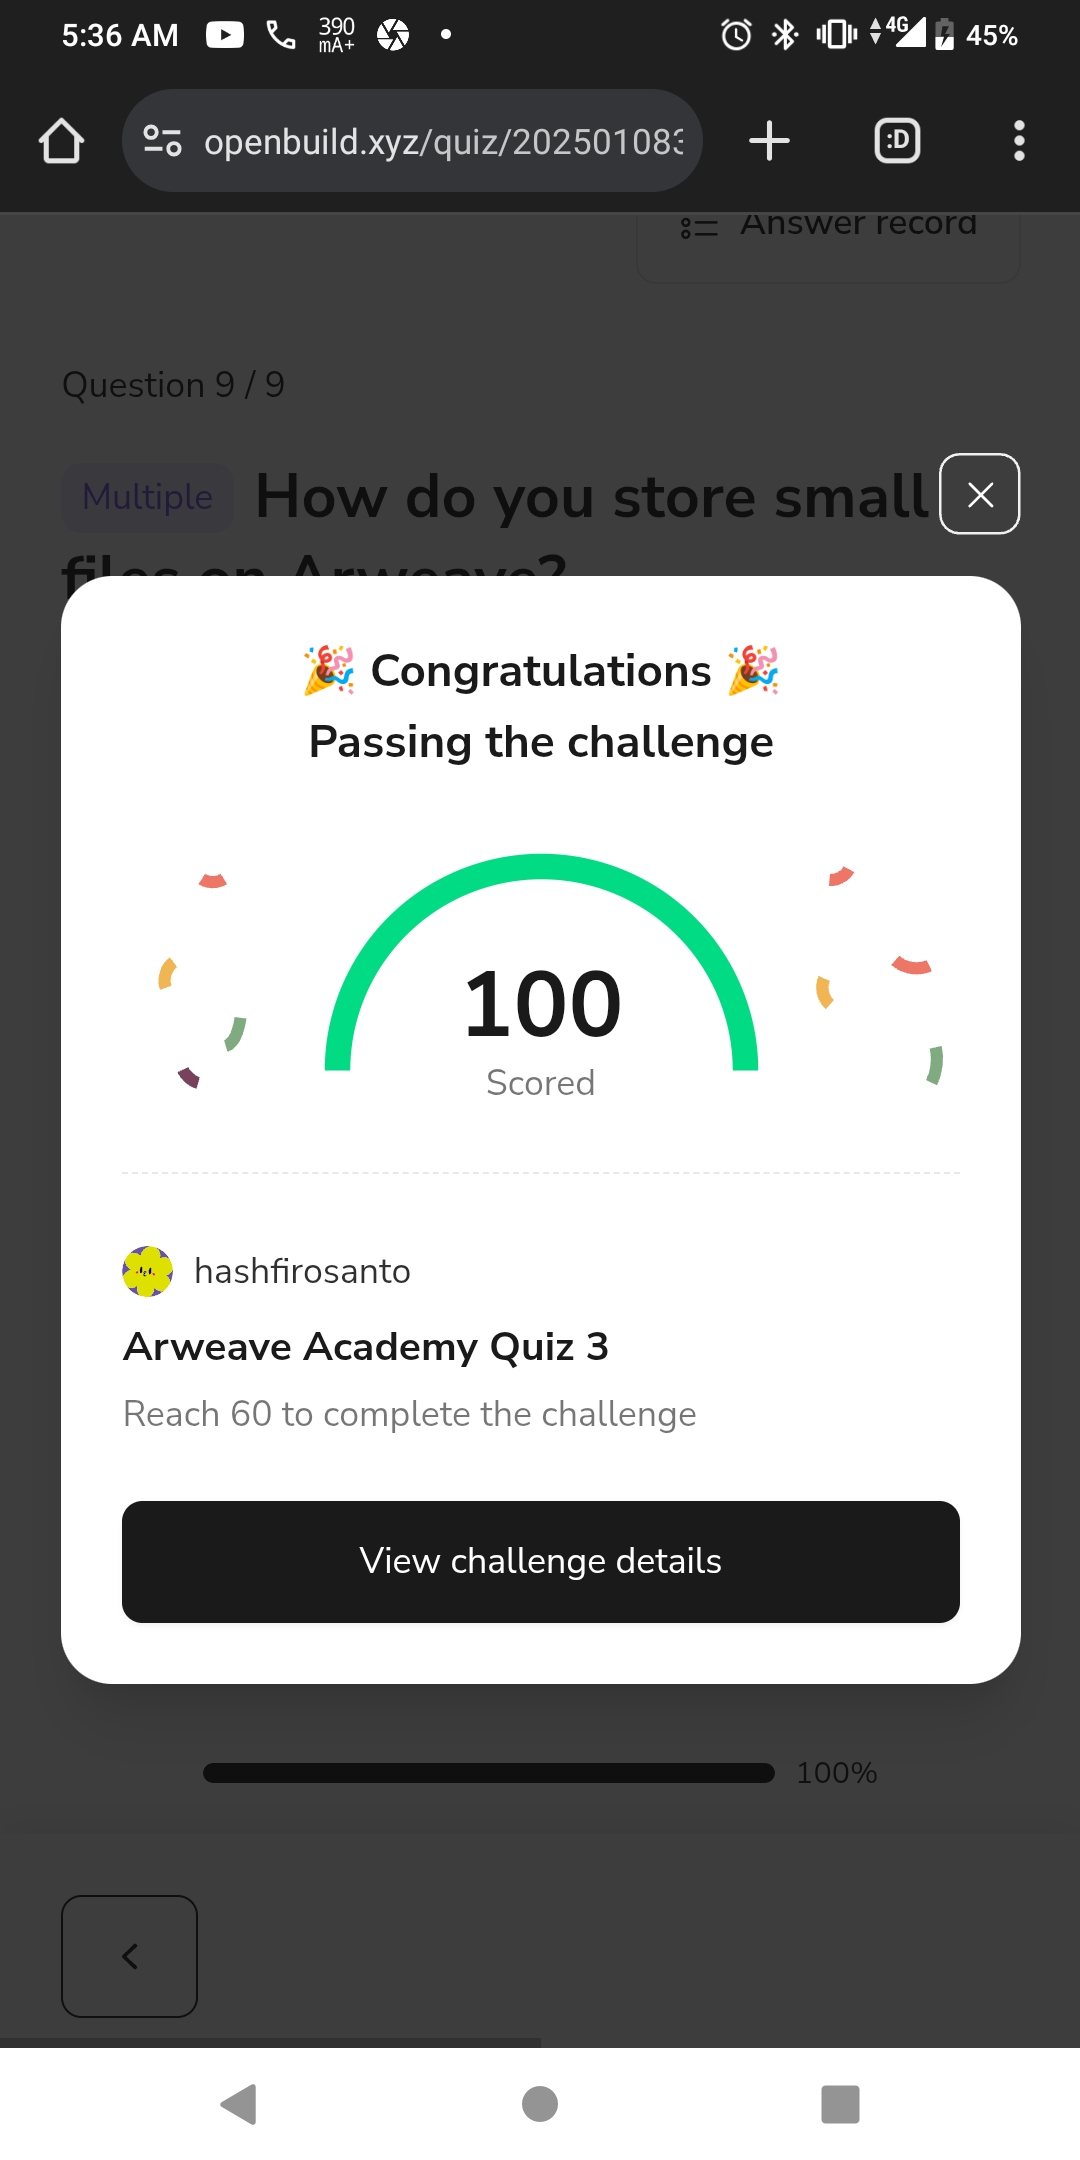 5:36 AM
390
mA+
4G
45%
openbuild.xyz/quiz/202501083
:D
Answer record
Question 9 / 9
Multiple How do you store small
files on Arweave?
🎉 Congratulations 🎉
Passing the challenge
100
Scored
hashfirosanto
Arweave Academy Quiz 3
Reach 60 to complete the challenge
View challenge details
100%